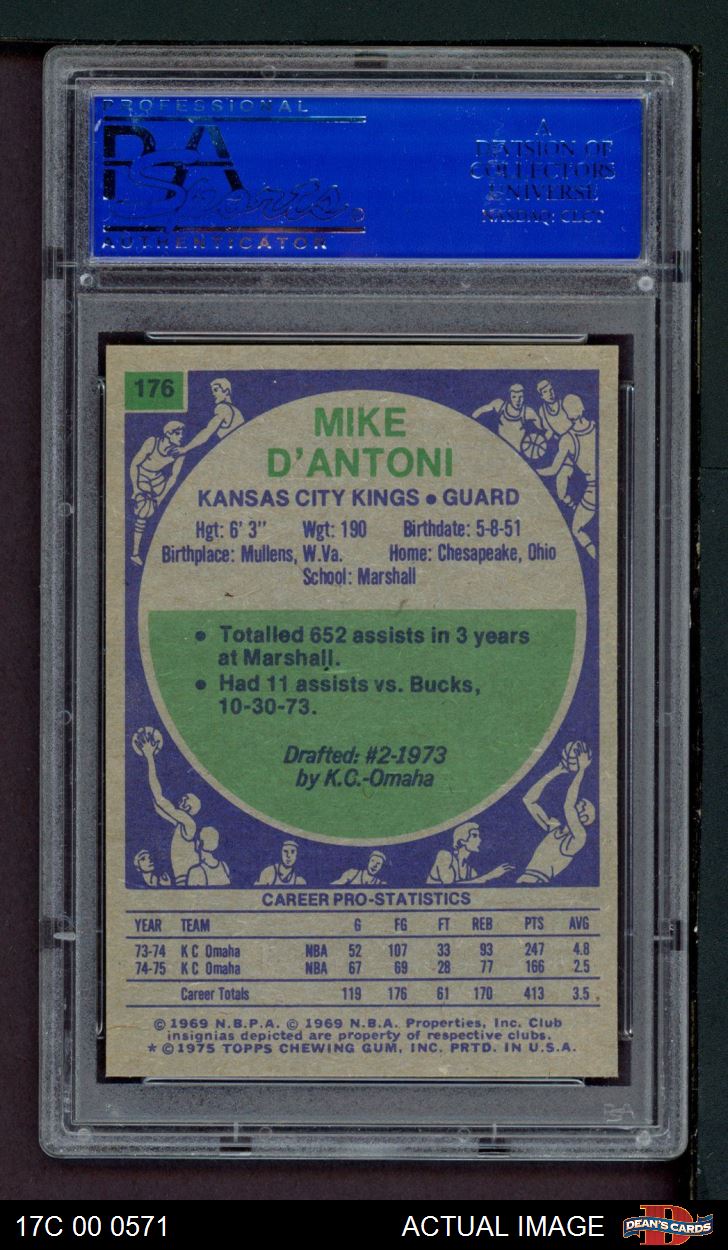 PROFESSIONAL
PSA
Sports
AUTHENTICATOR
A
DIVISION OF
COLLECTORS
UNIVERSE
NASDAQ: CLCT
176
MIKE
D'ANTONI
KANSAS CITY KINGS • GUARD
Hgt: 6' 3" Wgt: 190 Birthdate: 5-8-51
Birthplace: Mullens, W.Va. Home: Chesapeake, Ohio
School: Marshall
• Totalled 652 assists in 3 years
at Marshall.
• Had 11 assists vs. Bucks,
10-30-73.
Drafted: #2-1973
by K.C.-Omaha
CAREER PRO-STATISTICS
YEAR TEAM G FG FT REB PTS AVG
73-74 K C Omaha NBA 52 107 33 93 247 4.8
74-75 K C Omaha NBA 67 69 28 77 166 2.5
Career Totals 119 176 61 170 413 3.5
© 1969 N.B.P.A. © 1969 N.B.A. Properties, Inc. Club
insignias depicted are property of respective clubs.
* © 1975 TOPPS CHEWING GUM, INC. PRTD. IN U.S.A.
PSA
17C 00 0571 ACTUAL IMAGE DEAN'S CARDS